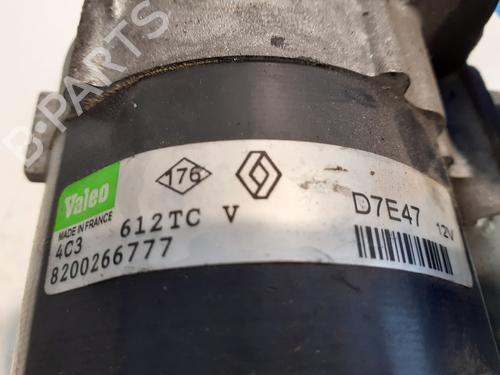 B-PARTS
Valeo
MADE IN FRANCE
176
4C3 612TC V
D7E47 12V
8200266777